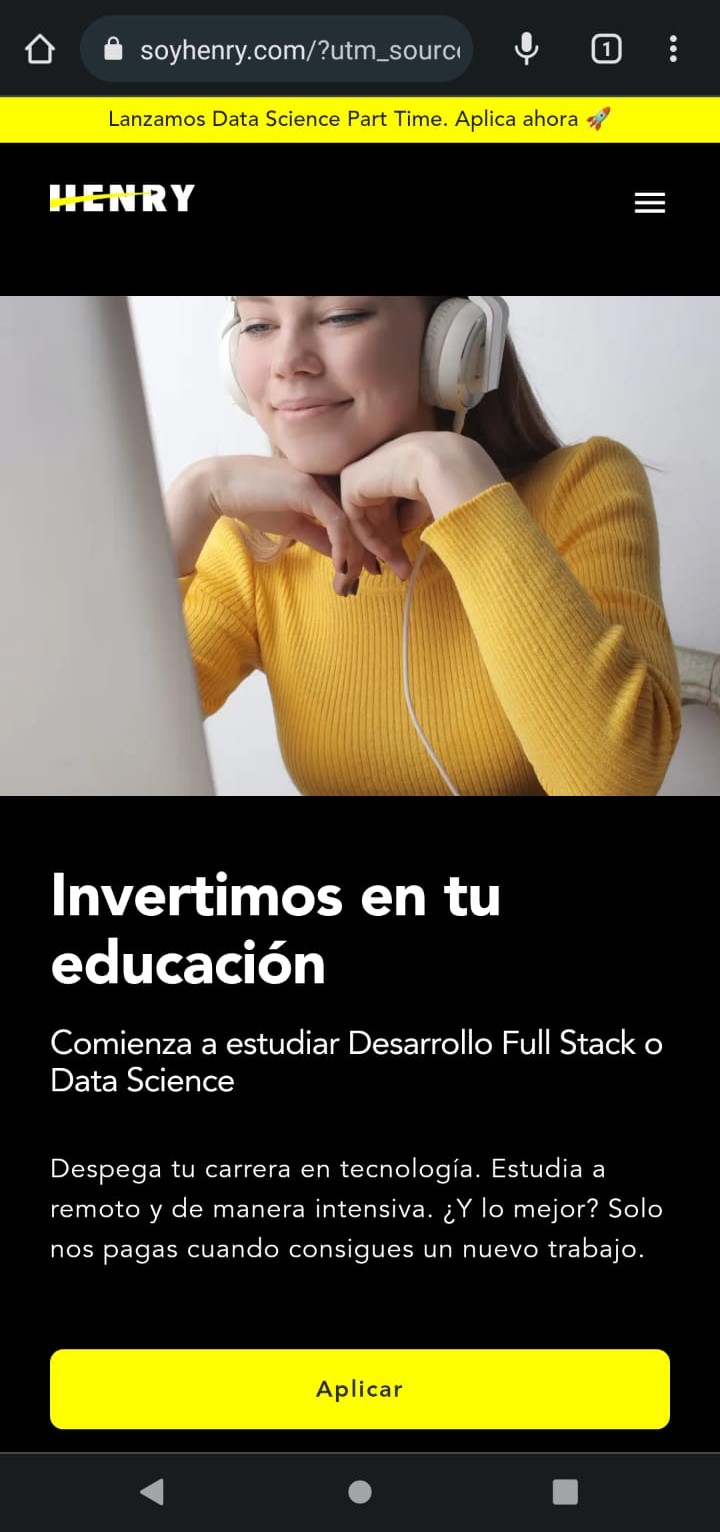 soyhenry.com/?utm_sourc
1
Lanzamos Data Science Part Time. Aplica ahora 🚀
HENRY
Invertimos en tu
educación
Comienza a estudiar Desarrollo Full Stack o
Data Science
Despega tu carrera en tecnología. Estudia a
remoto y de manera intensiva. ¿Y lo mejor? Solo
nos pagas cuando consigues un nuevo trabajo.
Aplicar